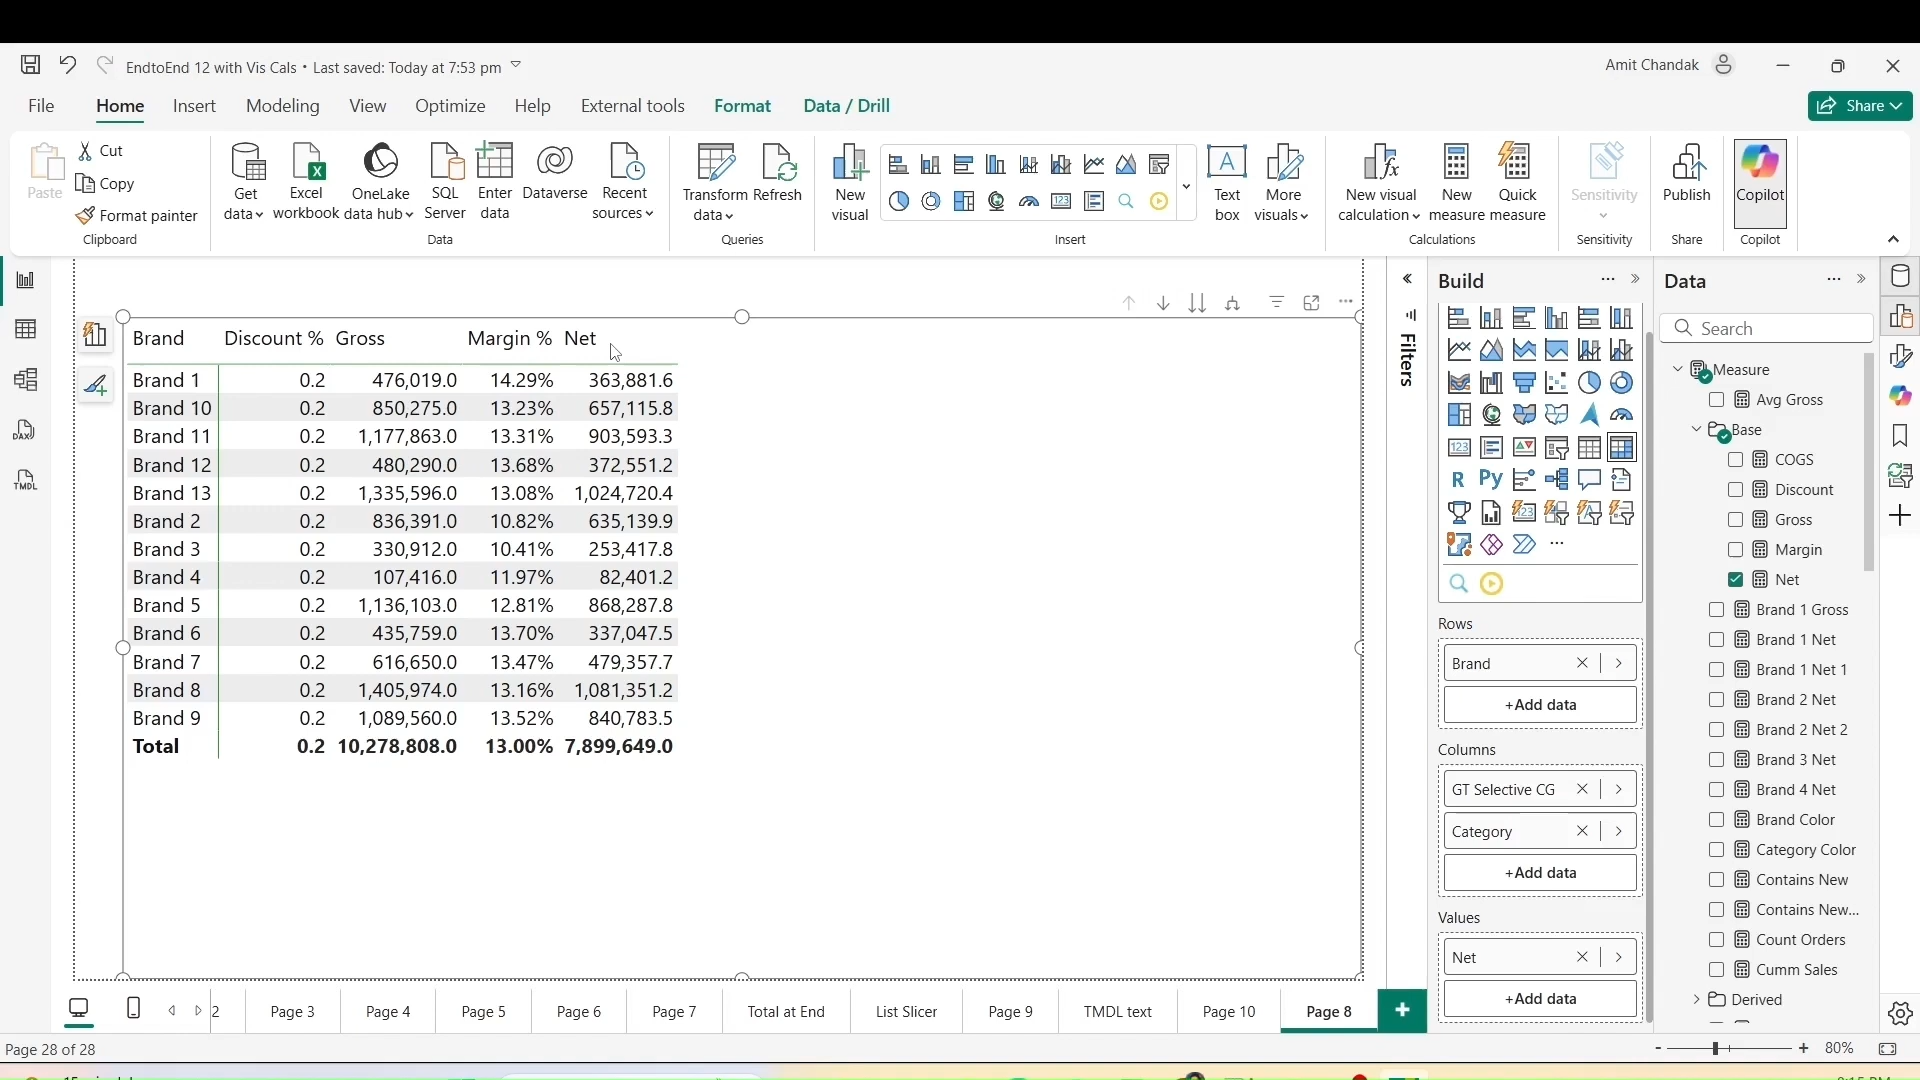 EndtoEnd 12 with Vis Cals • Last saved: Today at 7:53 pm
Amit Chandak
File Home Insert Modeling View Optimize Help External tools Format Data / Drill
Share
Paste
Cut
Copy
Format painter
Clipboard
Get data
Excel workbook
OneLake data hub
SQL Server
Enter data
Dataverse
Recent sources
Data
Transform data
Refresh
Queries
New visual
Text box
More visuals
Insert
New visual calculation
New measure
Quick measure
Calculations
Sensitivity
Sensitivity
Publish
Share
Copilot
Copilot
Brand Discount % Gross Margin % Net
Brand 1 0.2 476,019.0 14.29% 363,881.6
Brand 10 0.2 850,275.0 13.23% 657,115.8
Brand 11 0.2 1,177,863.0 13.31% 903,593.3
Brand 12 0.2 480,290.0 13.68% 372,551.2
Brand 13 0.2 1,335,596.0 13.08% 1,024,720.4
Brand 2 0.2 836,391.0 10.82% 635,139.9
Brand 3 0.2 330,912.0 10.41% 253,417.8
Brand 4 0.2 107,416.0 11.97% 82,401.2
Brand 5 0.2 1,136,103.0 12.81% 868,287.8
Brand 6 0.2 435,759.0 13.70% 337,047.5
Brand 7 0.2 616,650.0 13.47% 479,357.7
Brand 8 0.2 1,405,974.0 13.16% 1,081,351.2
Brand 9 0.2 1,089,560.0 13.52% 840,783.5
Total 0.2 10,278,808.0 13.00% 7,899,649.0
DAX
TMDL
Filters
Build
R Py
123
Rows
Brand
+Add data
Columns
GT Selective CG
Category
+Add data
Values
Net
+Add data
Data
Search
Measure
Avg Gross
Base
COGS
Discount
Gross
Margin
Net
Brand 1 Gross
Brand 1 Net
Brand 1 Net 1
Brand 2 Net
Brand 2 Net 2
Brand 3 Net
Brand 4 Net
Brand Color
Category Color
Contains New
Contains New...
Count Orders
Cumm Sales
Derived
2 Page 3 Page 4 Page 5 Page 6 Page 7 Total at End List Slicer Page 9 TMDL text Page 10 Page 8
Page 28 of 28
- + 80%